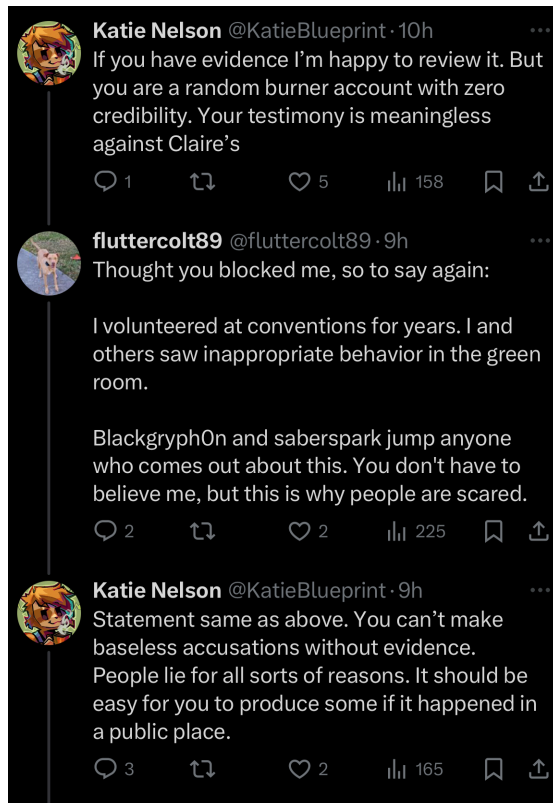 Katie Nelson @KatieBlueprint · 10h
If you have evidence I’m happy to review it. But
you are a random burner account with zero
credibility. Your testimony is meaningless
against Claire’s
1 5 158
fluttercolt89 @fluttercolt89 · 9h
Thought you blocked me, so to say again:
I volunteered at conventions for years. I and
others saw inappropriate behavior in the green
room.
Blackgryph0n and saberspark jump anyone
who comes out about this. You don't have to
believe me, but this is why people are scared.
2 2 225
Katie Nelson @KatieBlueprint · 9h
Statement same as above. You can’t make
baseless accusations without evidence.
People lie for all sorts of reasons. It should be
easy for you to produce some if it happened in
a public place.
3 2 165